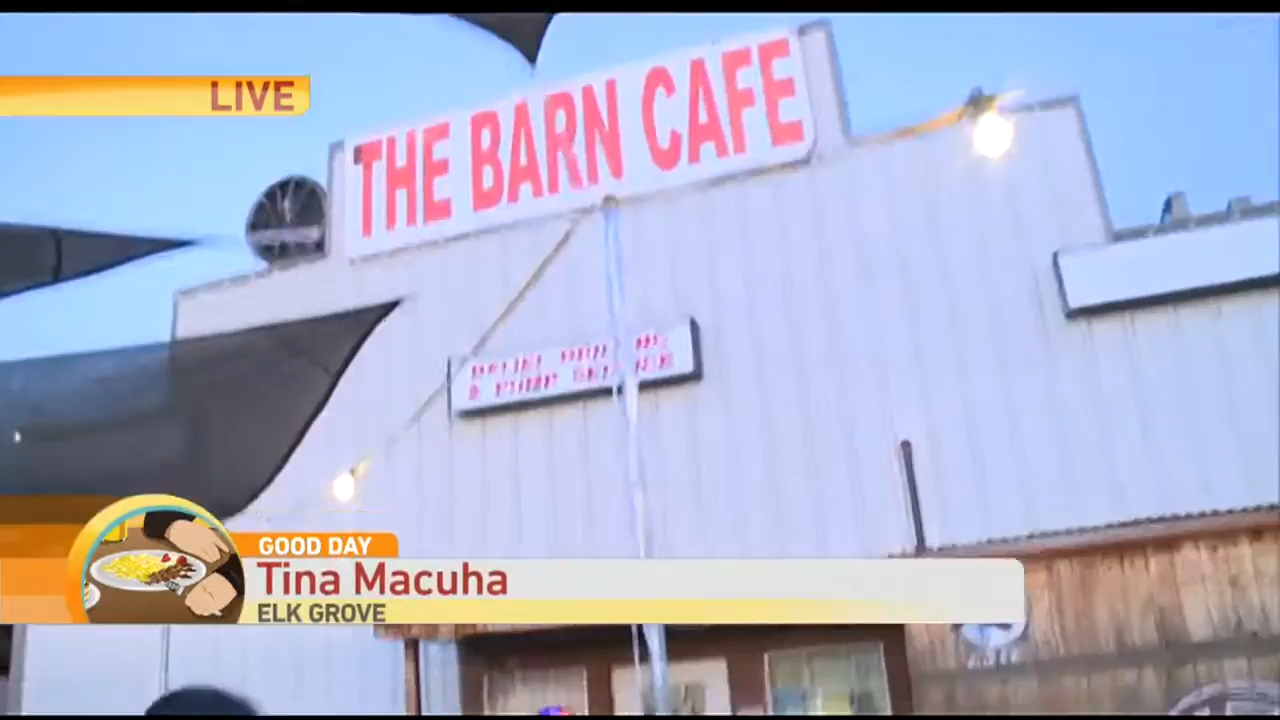 LIVE
THE BARN CAFE
GOOD DAY
Tina Macuha
ELK GROVE